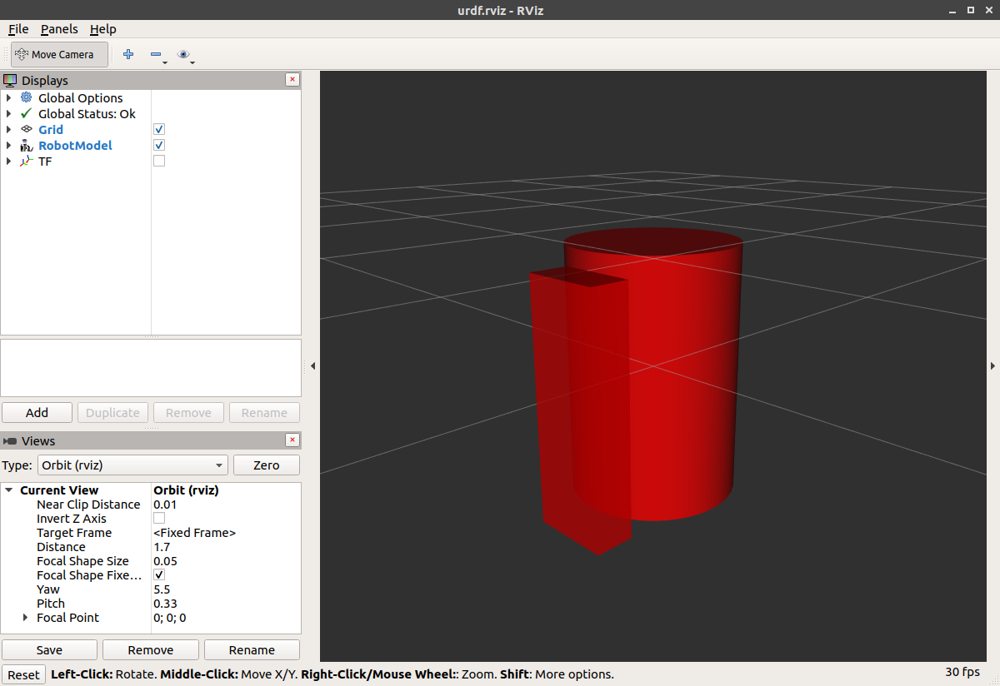 urdf.rviz - RViz
File Panels Help
Move Camera
Displays
Global Options
Global Status: Ok
Grid
RobotModel
TF
Add Duplicate Remove Rename
Views
Type: Orbit (rviz) Zero
Current View Orbit (rviz)
Near Clip Distance 0.01
Invert Z Axis
Target Frame <Fixed Frame>
Distance 1.7
Focal Shape Size 0.05
Focal Shape Fixe...
Yaw 5.5
Pitch 0.33
Focal Point 0; 0; 0
Save Remove Rename
Reset Left-Click: Rotate. Middle-Click: Move X/Y. Right-Click/Mouse Wheel:: Zoom. Shift: More options. 30 fps